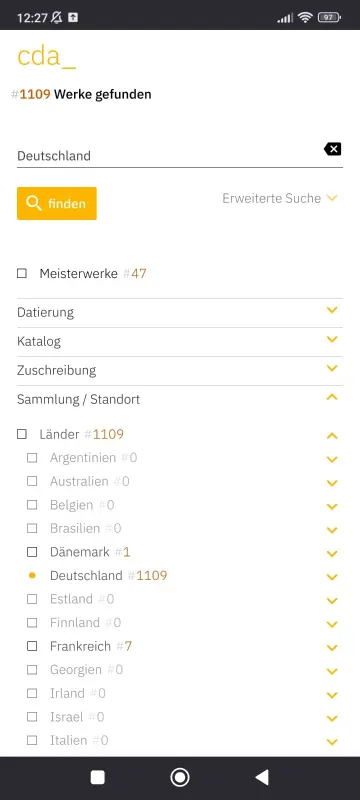 12:27
97
cda_
#1109 Werke gefunden
Deutschland
finden
Erweiterte Suche
Meisterwerke #47
Datierung
Katalog
Zuschreibung
Sammlung / Standort
Länder #1109
Argentinien #0
Australien #0
Belgien #0
Brasilien #0
Dänemark #1
Deutschland #1109
Estland #0
Finnland #0
Frankreich #7
Georgien #0
Irland #0
Israel #0
Italien #0